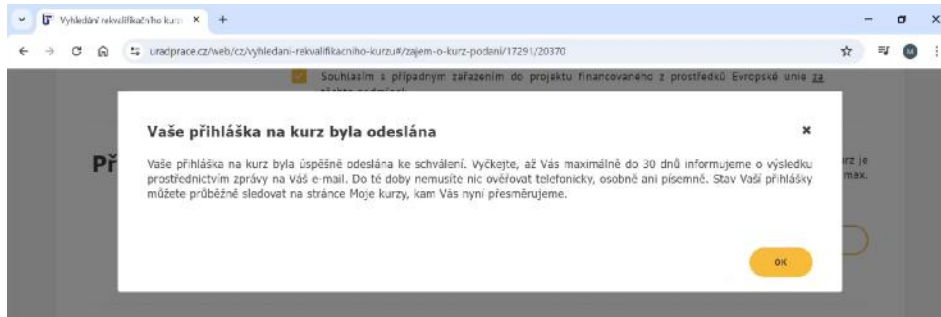 Vyhledání rekvalifikačního kurz
uradprace.cz/web/cz/vyhledani-rekvalifikacniho-kurzu#/zajem-o-kurz-podani/17291/20370
M
Souhlasím s případným zařazením do projektu financovaného z prostředků Evropské unie za
Vaše přihláška na kurz byla odeslána
Vaše přihláška na kurz byla úspěšně odeslána ke schválení. Vyčkejte, až Vás maximálně do 30 dnů informujeme o výsledku
prostřednictvím zprávy na Váš e-mail. Do té doby nemusíte nic ověřovat telefonicky, osobně ani písemně. Stav Vaší přihlášky
můžete průběžně sledovat na stránce Moje kurzy, kam Vás nyní přesměrujeme.
Př
je
max.
OK